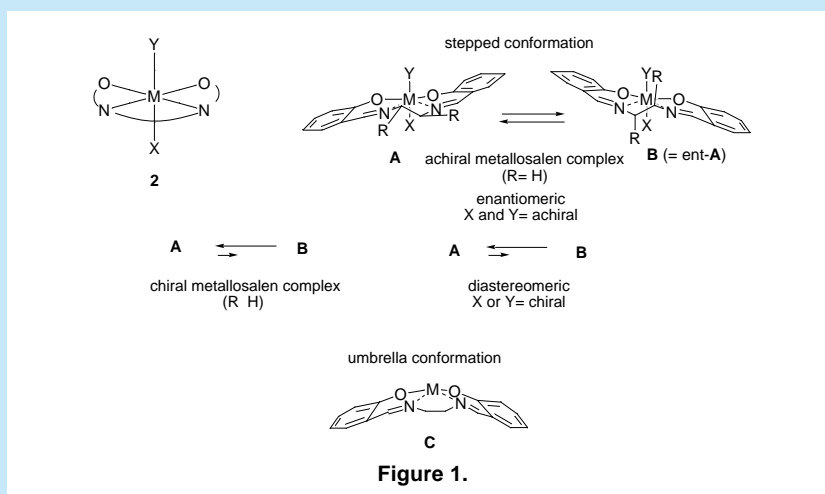 stepped conformation
Y
O
O
M
N
N
X
2
Y
O M O
N N
R X R
A
Y
R
M
O
N N
X
R
B (= ent-A)
achiral metallosalen complex
(R= H)
enantiomeric
X and Y= achiral
A B
chiral metallosalen complex
(R H)
A B
diastereomeric
X or Y= chiral
umbrella conformation
O M O
N N
C
Figure 1.